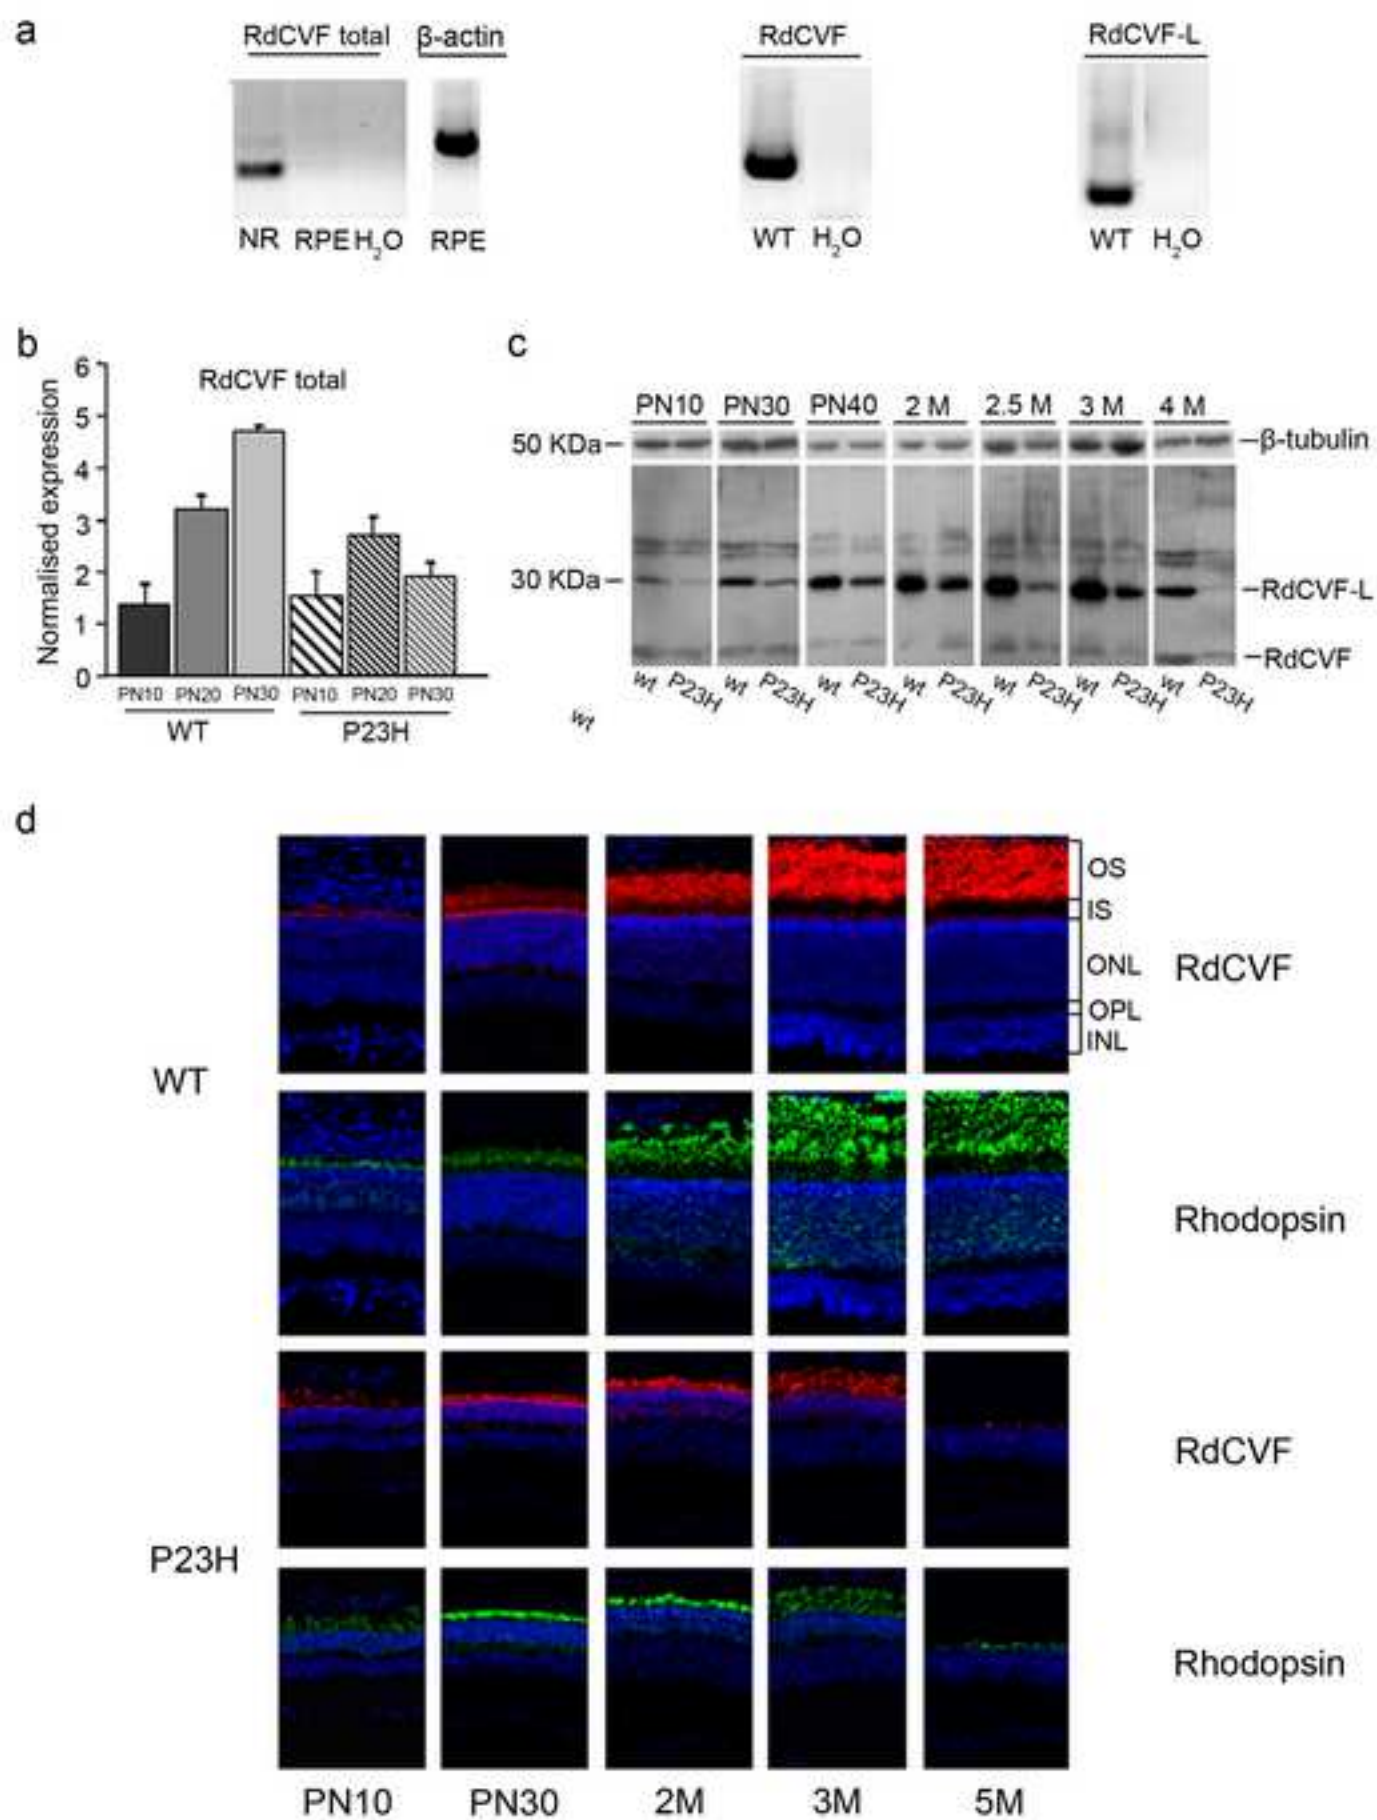 a
RdCVF total β-actin RdCVF RdCVF-L
NR RPE H₂O RPE WT H₂O WT H₂O
b
6
5
4
3
2
1
0
Normalised expression
RdCVF total
PN10 PN20 PN30 PN10 PN20 PN30
WT P23H
c
PN10 PN30 PN40 2 M 2.5 M 3 M 4 M
50 KDa β-tubulin
30 KDa RdCVF-L
RdCVF
wt P23H wt P23H wt P23H wt P23H wt P23H wt P23H wt P23H
wt
d
OS
IS
ONL
OPL
INL
RdCVF
WT
Rhodopsin
RdCVF
P23H
Rhodopsin
PN10 PN30 2M 3M 5M